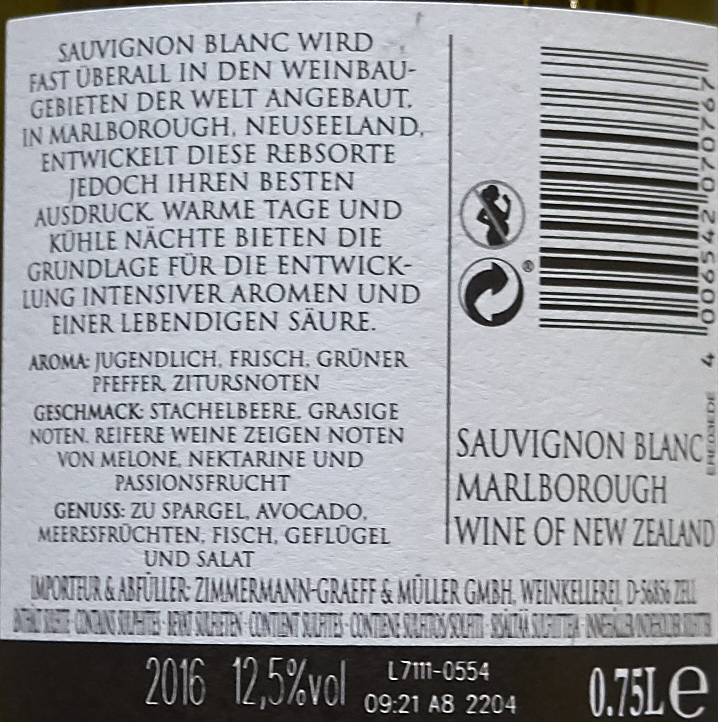 SAUVIGNON BLANC WIRD
FAST ÜBERALL IN DEN WEINBAU-
GEBIETEN DER WELT ANGEBAUT.
IN MARLBOROUGH, NEUSEELAND,
ENTWICKELT DIESE REBSORTE
JEDOCH IHREN BESTEN
AUSDRUCK. WARME TAGE UND
KÜHLE NÄCHTE BIETEN DIE
GRUNDLAGE FÜR DIE ENTWICK-
LUNG INTENSIVER AROMEN UND
EINER LEBENDIGEN SÄURE.
AROMA: JUGENDLICH, FRISCH, GRÜNER
PFEFFER, ZITURSNOTEN
GESCHMACK: STACHELBEERE, GRASIGE
NOTEN. REIFERE WEINE ZEIGEN NOTEN
VON MELONE, NEKTARINE UND
PASSIONSFRUCHT
GENUSS: ZU SPARGEL, AVOCADO,
MEERESFRÜCHTEN, FISCH, GEFLÜGEL
UND SALAT
®
4 006542 070767
SAUVIGNON BLANC
MARLBOROUGH
WINE OF NEW ZEALAND
IMPORTEUR & ABFÜLLER: ZIMMERMANN-GRAEFF & MÜLLER GMBH, WEINKELLEREI, D-56856 ZELL
CONTAINS SULPHITES · CONTIENT SULFITES
2016 12,5%vol
L7111-0554
09:21 A8 2204
0.75L e